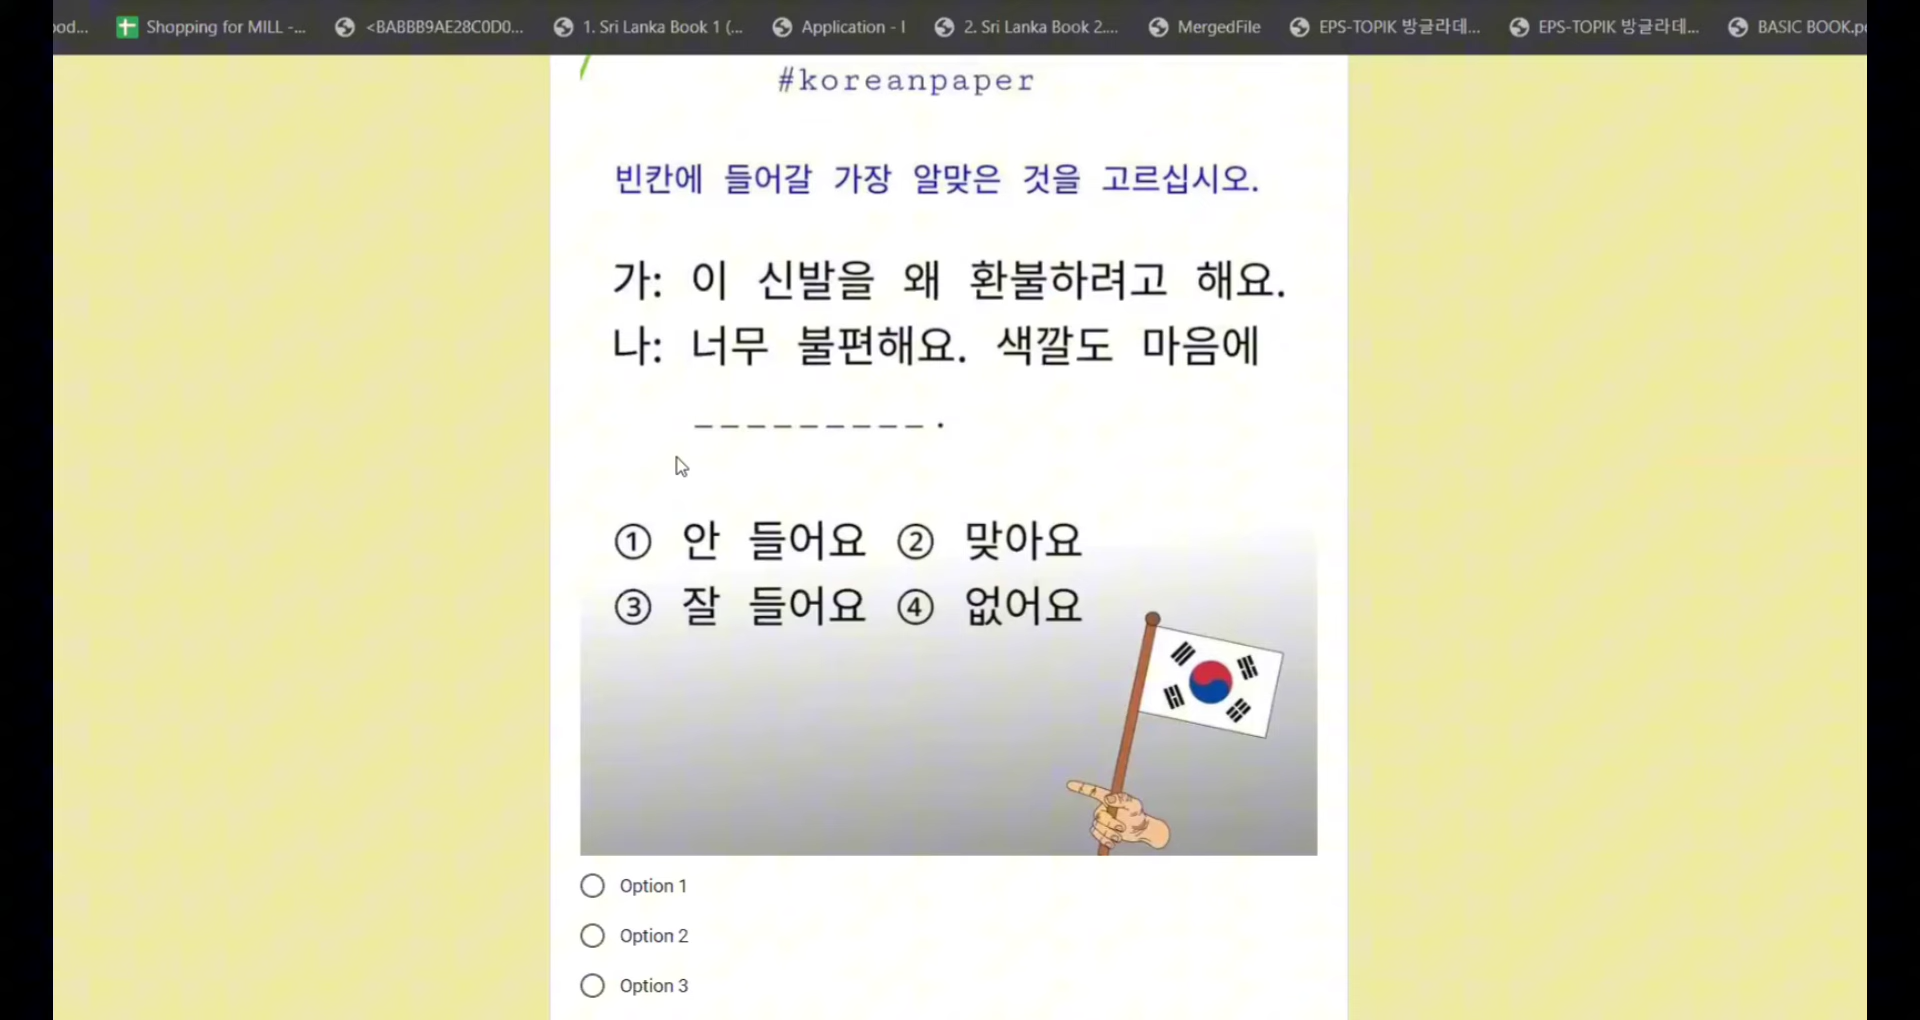 Shopping for MILL -...
<BABBB9AE28C0D0...
1. Sri Lanka Book 1 (...
Application - I
2. Sri Lanka Book 2....
MergedFile
EPS-TOPIK 방글라데...
EPS-TOPIK 방글라데...
BASIC BOOK.p
#koreanpaper
빈칸에 들어갈 가장 알맞은 것을 고르십시오.
가: 이 신발을 왜 환불하려고 해요.
나: 너무 불편해요. 색깔도 마음에
_________.
① 안 들어요 ② 맞아요
③ 잘 들어요 ④ 없어요
Option 1
Option 2
Option 3